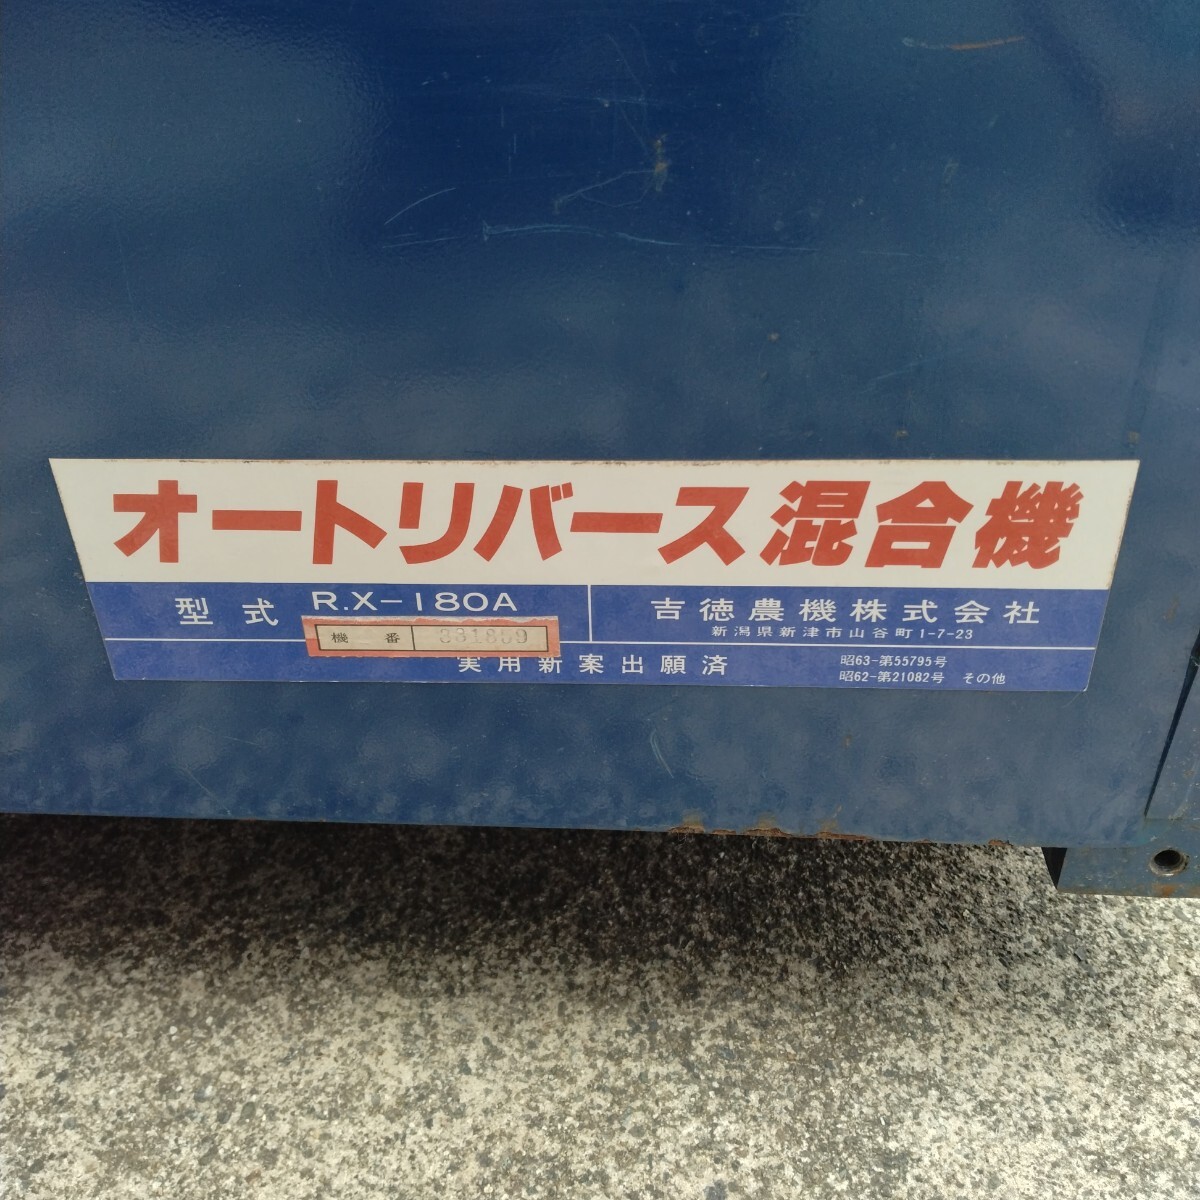 オートリバース混合機
型式 R.X-180A
吉徳農機株式会社
新潟県新津市山谷町1-7-23
機番
実用新案出願済
昭63-第55795号
昭62-第21082号 その他